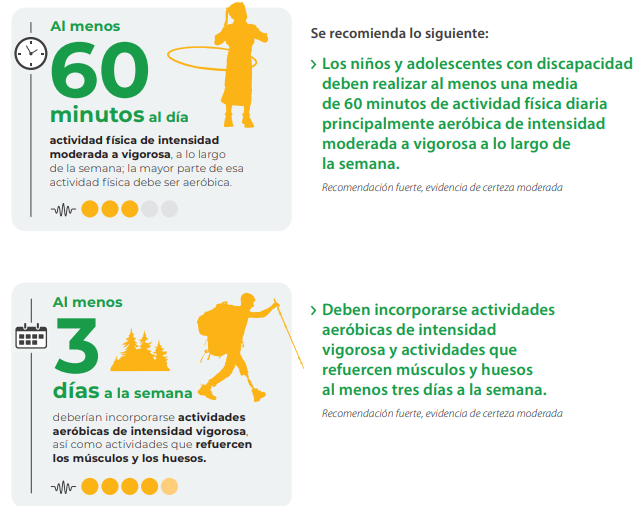 Al menos
60
minutos al día
actividad física de intensidad
moderada a vigorosa, a lo largo
de la semana; la mayor parte de esa
actividad física debe ser aeróbica.
Se recomienda lo siguiente:
› Los niños y adolescentes con discapacidad
deben realizar al menos una media
de 60 minutos de actividad física diaria
principalmente aeróbica de intensidad
moderada a vigorosa a lo largo de
la semana.
Recomendación fuerte, evidencia de certeza moderada
Al menos
3
días a la semana
deberían incorporarse actividades
aeróbicas de intensidad vigorosa,
así como actividades que refuercen
los músculos y los huesos.
› Deben incorporarse actividades
aeróbicas de intensidad
vigorosa y actividades que
refuercen músculos y huesos
al menos tres días a la semana.
Recomendación fuerte, evidencia de certeza moderada